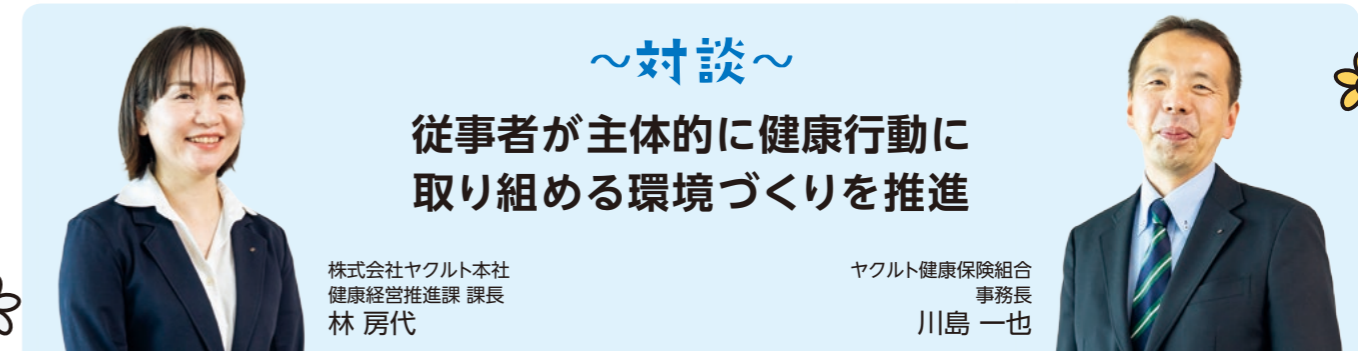 ～対談～
従事者が主体的に健康行動に
取り組める環境づくりを推進
株式会社ヤクルト本社
健康経営推進課 課長
林 房代
ヤクルト健康保険組合
事務長
川島 一也